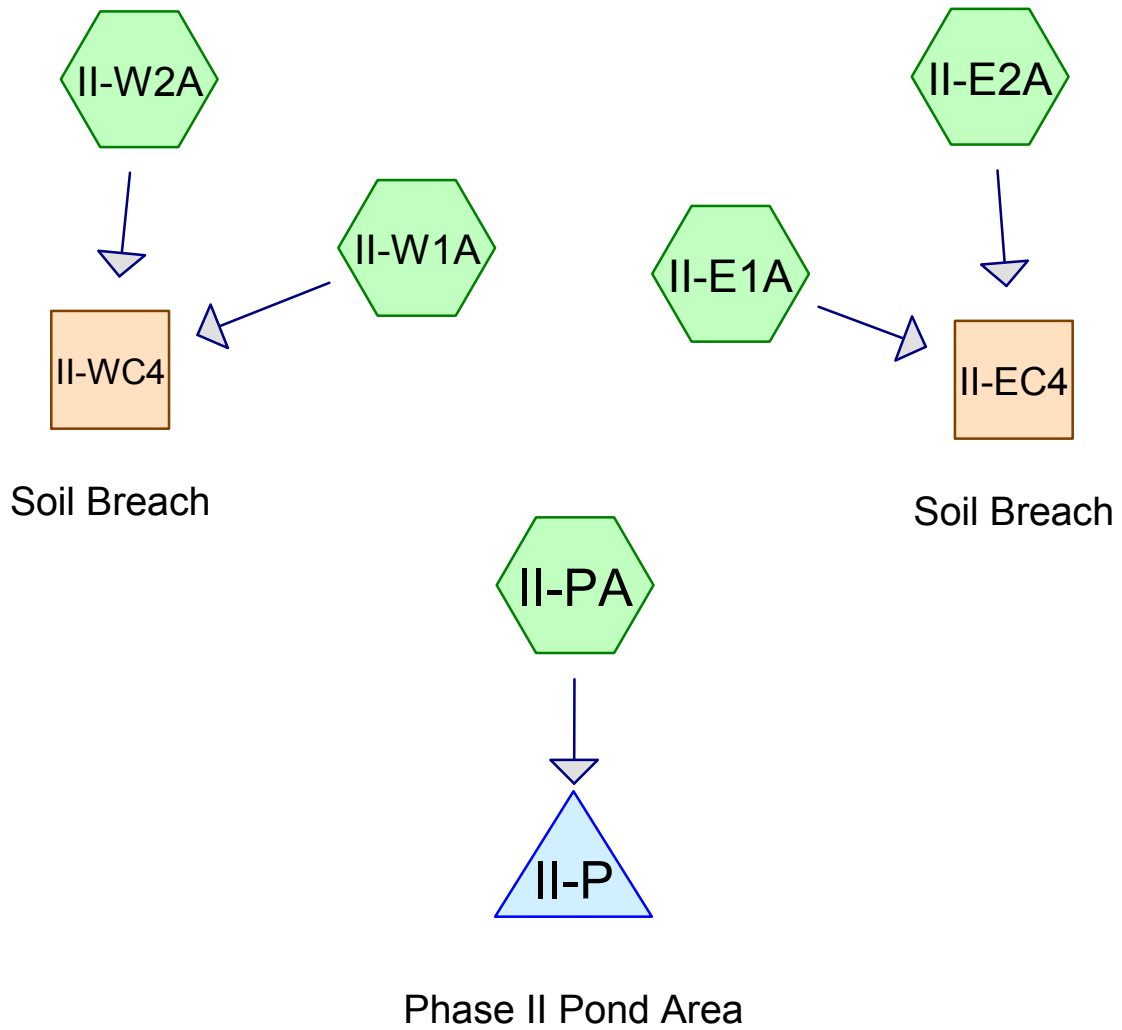 II-W2A
II-E2A
II-W1A
II-E1A
II-WC4
II-EC4
Soil Breach
Soil Breach
II-PA
II-P
Phase II Pond Area